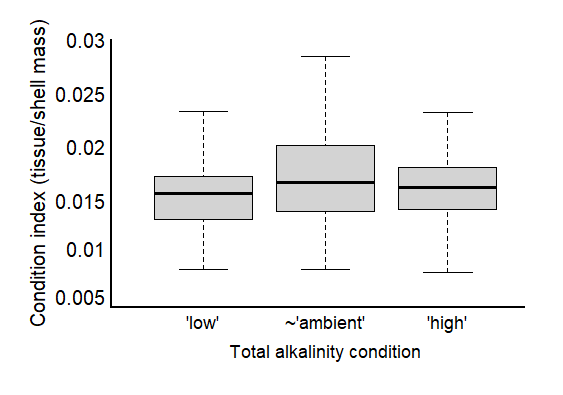 Condition index (tissue/shell mass)
0.03
0.025
0.02
0.015
0.01
0.005
'low' ~'ambient' 'high'
Total alkalinity condition